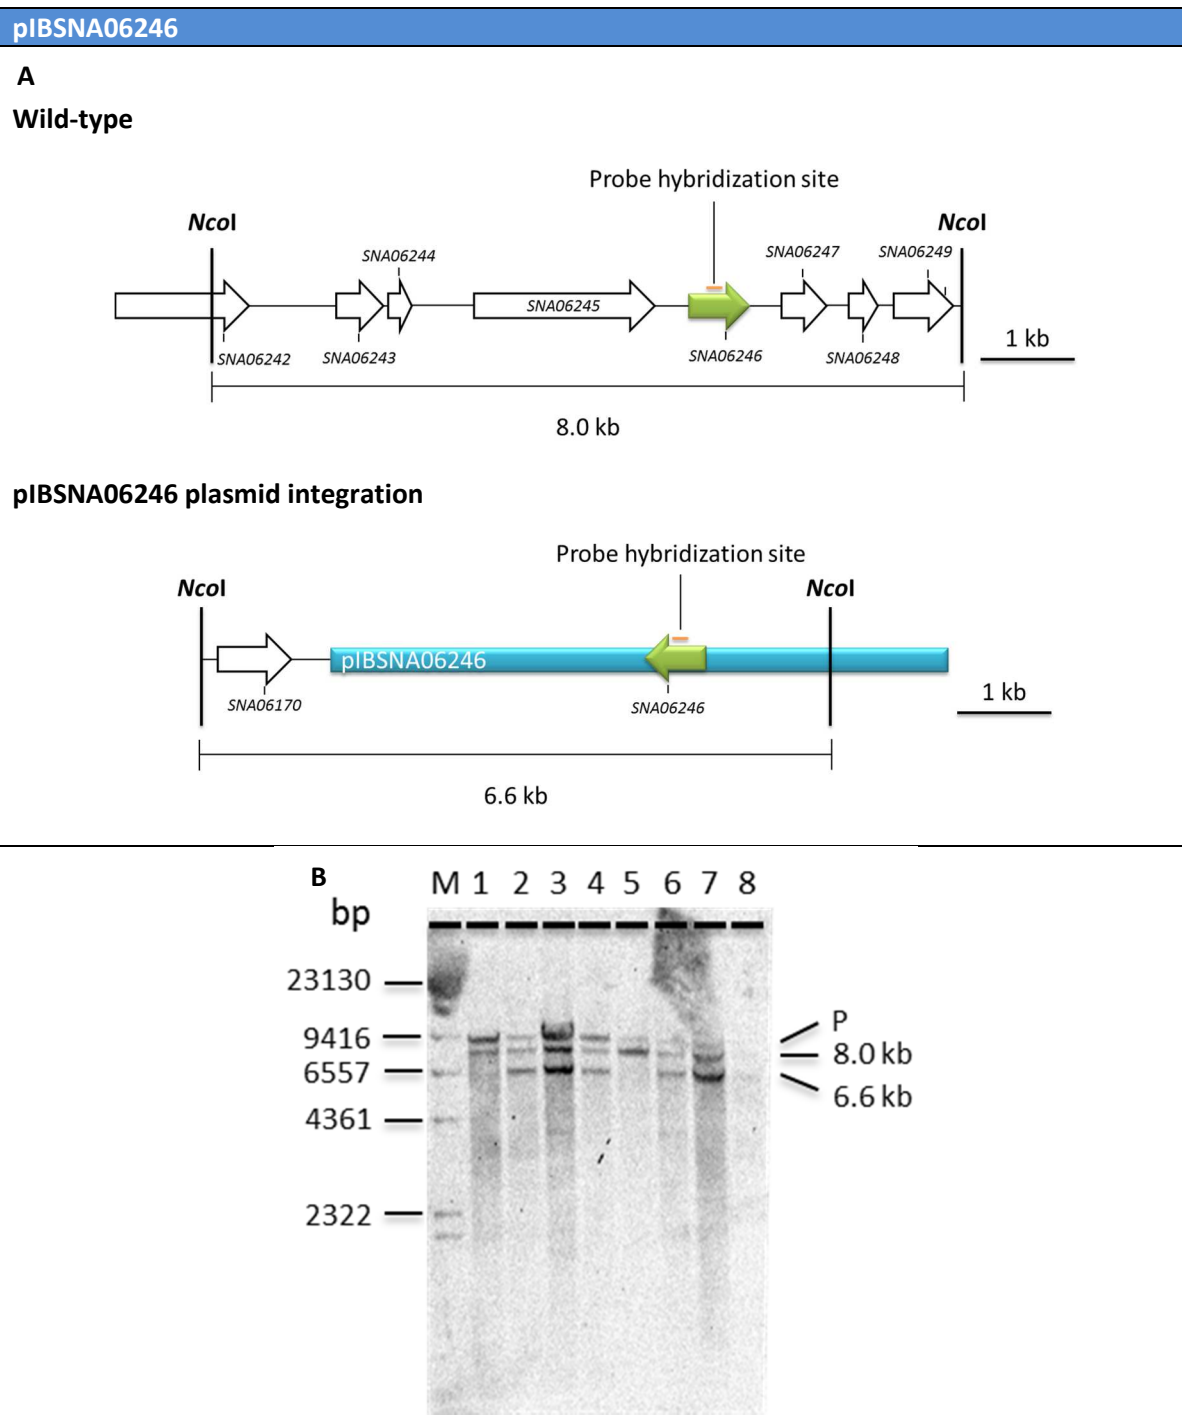 pIBSNA06246
A
Wild-type
Probe hybridization site
NcoI
NcoI
SNA06244
SNA06247
SNA06249
SNA06245
SNA06242
SNA06243
SNA06246
SNA06248
1 kb
8.0 kb
pIBSNA06246 plasmid integration
Probe hybridization site
NcoI
NcoI
pIBSNA06246
SNA06170
SNA06246
1 kb
6.6 kb
B
M 1 2 3 4 5 6 7 8
bp
23130
9416
6557
4361
2322
P
8.0 kb
6.6 kb